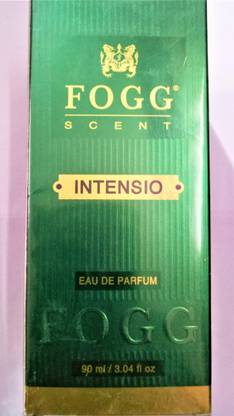 FOGG®
SCENT
INTENSIO
EAU DE PARFUM
FOGG
90 ml / 3.04 fl oz